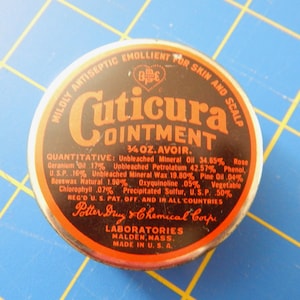 MILDLY ANTISEPTIC EMOLLIENT FOR SKIN AND SCALP
Cuticura
OINTMENT
¾ OZ. AVOIR.
QUANTITATIVE: Unbleached Mineral Oil 34.85%, Rose
Geranium Oil .17%, Unbleached Petrolatum 42.57%, Phenol,
U.S.P. .10%, Unbleached Mineral Wax 19.80%, Pine Oil .04%,
Beeswax Natural 1.90%, Oxyquinoline .05%, Vegetable
Chlorophyll .07%, Precipitated Sulfur, U.S.P. .50%
REG'D U.S. PAT. OFF. AND IN ALL COUNTRIES
Potter Drug & Chemical Corp.
LABORATORIES
MALDEN, MASS.
MADE IN U.S.A.